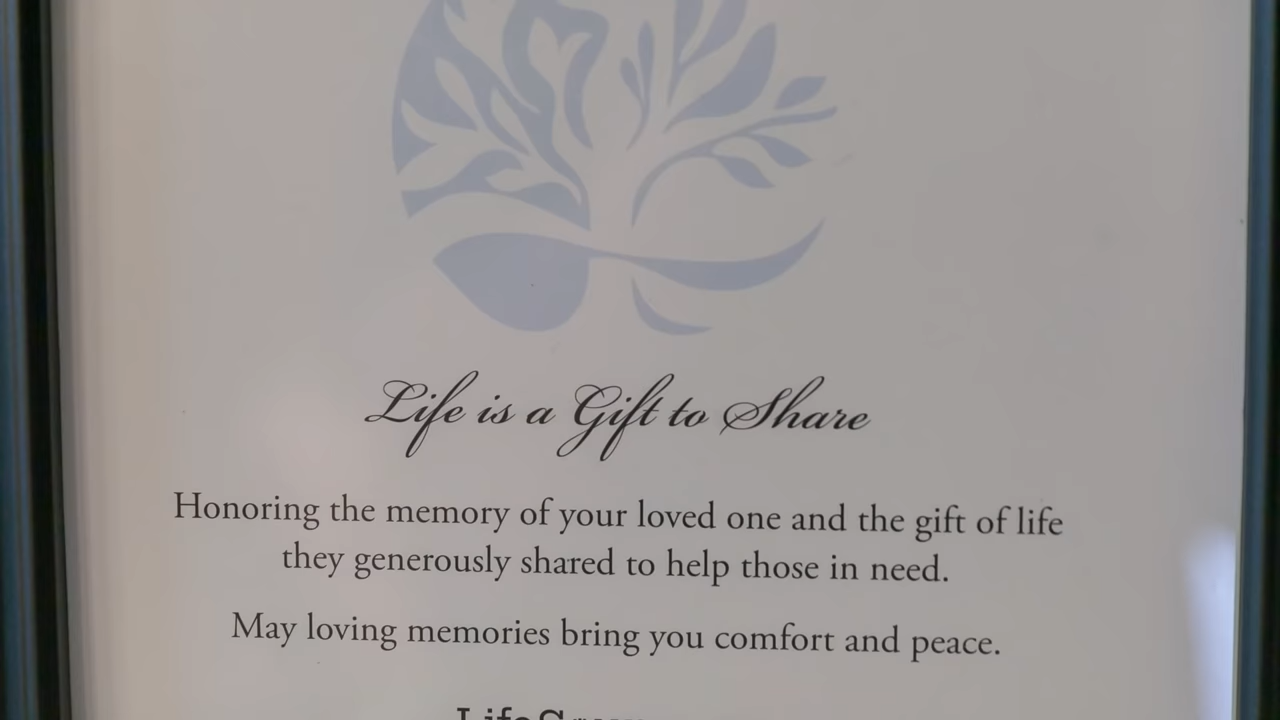 Life is a Gift to Share
Honoring the memory of your loved one and the gift of life
they generously shared to help those in need.
May loving memories bring you comfort and peace.